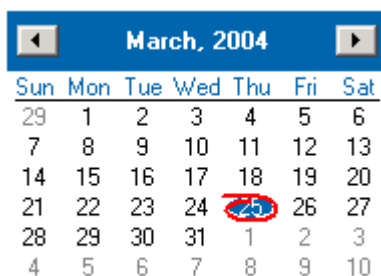 March, 2004
Sun Mon Tue Wed Thu Fri Sat
29 1 2 3 4 5 6
7 8 9 10 11 12 13
14 15 16 17 18 19 20
21 22 23 24 25 26 27
28 29 30 31 1 2 3
4 5 6 7 8 9 10